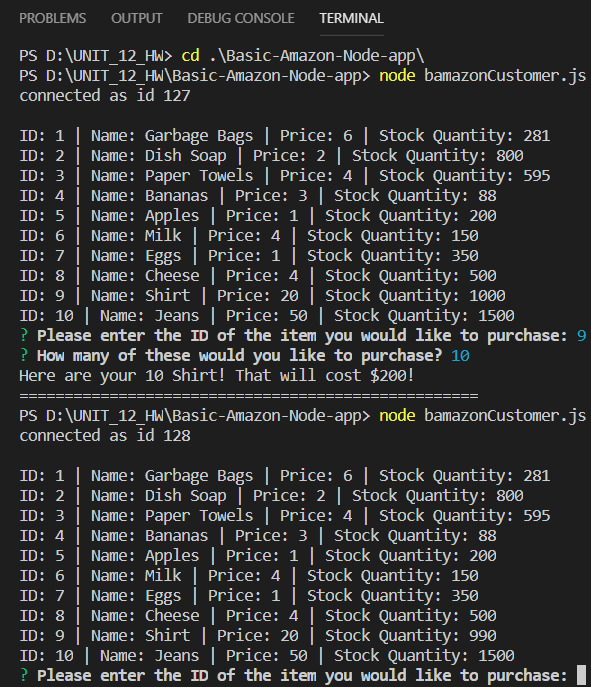 PROBLEMS OUTPUT DEBUG CONSOLE TERMINAL
PS D:\UNIT_12_HW> cd .\Basic-Amazon-Node-app\
PS D:\UNIT_12_HW\Basic-Amazon-Node-app> node bamazonCustomer.js
connected as id 127
ID: 1 | Name: Garbage Bags | Price: 6 | Stock Quantity: 281
ID: 2 | Name: Dish Soap | Price: 2 | Stock Quantity: 800
ID: 3 | Name: Paper Towels | Price: 4 | Stock Quantity: 595
ID: 4 | Name: Bananas | Price: 3 | Stock Quantity: 88
ID: 5 | Name: Apples | Price: 1 | Stock Quantity: 200
ID: 6 | Name: Milk | Price: 4 | Stock Quantity: 150
ID: 7 | Name: Eggs | Price: 1 | Stock Quantity: 350
ID: 8 | Name: Cheese | Price: 4 | Stock Quantity: 500
ID: 9 | Name: Shirt | Price: 20 | Stock Quantity: 1000
ID: 10 | Name: Jeans | Price: 50 | Stock Quantity: 1500
? Please enter the ID of the item you would like to purchase: 9
? How many of these would you like to purchase? 10
Here are your 10 Shirt! That will cost $200!
===================================================
PS D:\UNIT_12_HW\Basic-Amazon-Node-app> node bamazonCustomer.js
connected as id 128
ID: 1 | Name: Garbage Bags | Price: 6 | Stock Quantity: 281
ID: 2 | Name: Dish Soap | Price: 2 | Stock Quantity: 800
ID: 3 | Name: Paper Towels | Price: 4 | Stock Quantity: 595
ID: 4 | Name: Bananas | Price: 3 | Stock Quantity: 88
ID: 5 | Name: Apples | Price: 1 | Stock Quantity: 200
ID: 6 | Name: Milk | Price: 4 | Stock Quantity: 150
ID: 7 | Name: Eggs | Price: 1 | Stock Quantity: 350
ID: 8 | Name: Cheese | Price: 4 | Stock Quantity: 500
ID: 9 | Name: Shirt | Price: 20 | Stock Quantity: 990
ID: 10 | Name: Jeans | Price: 50 | Stock Quantity: 1500
? Please enter the ID of the item you would like to purchase: